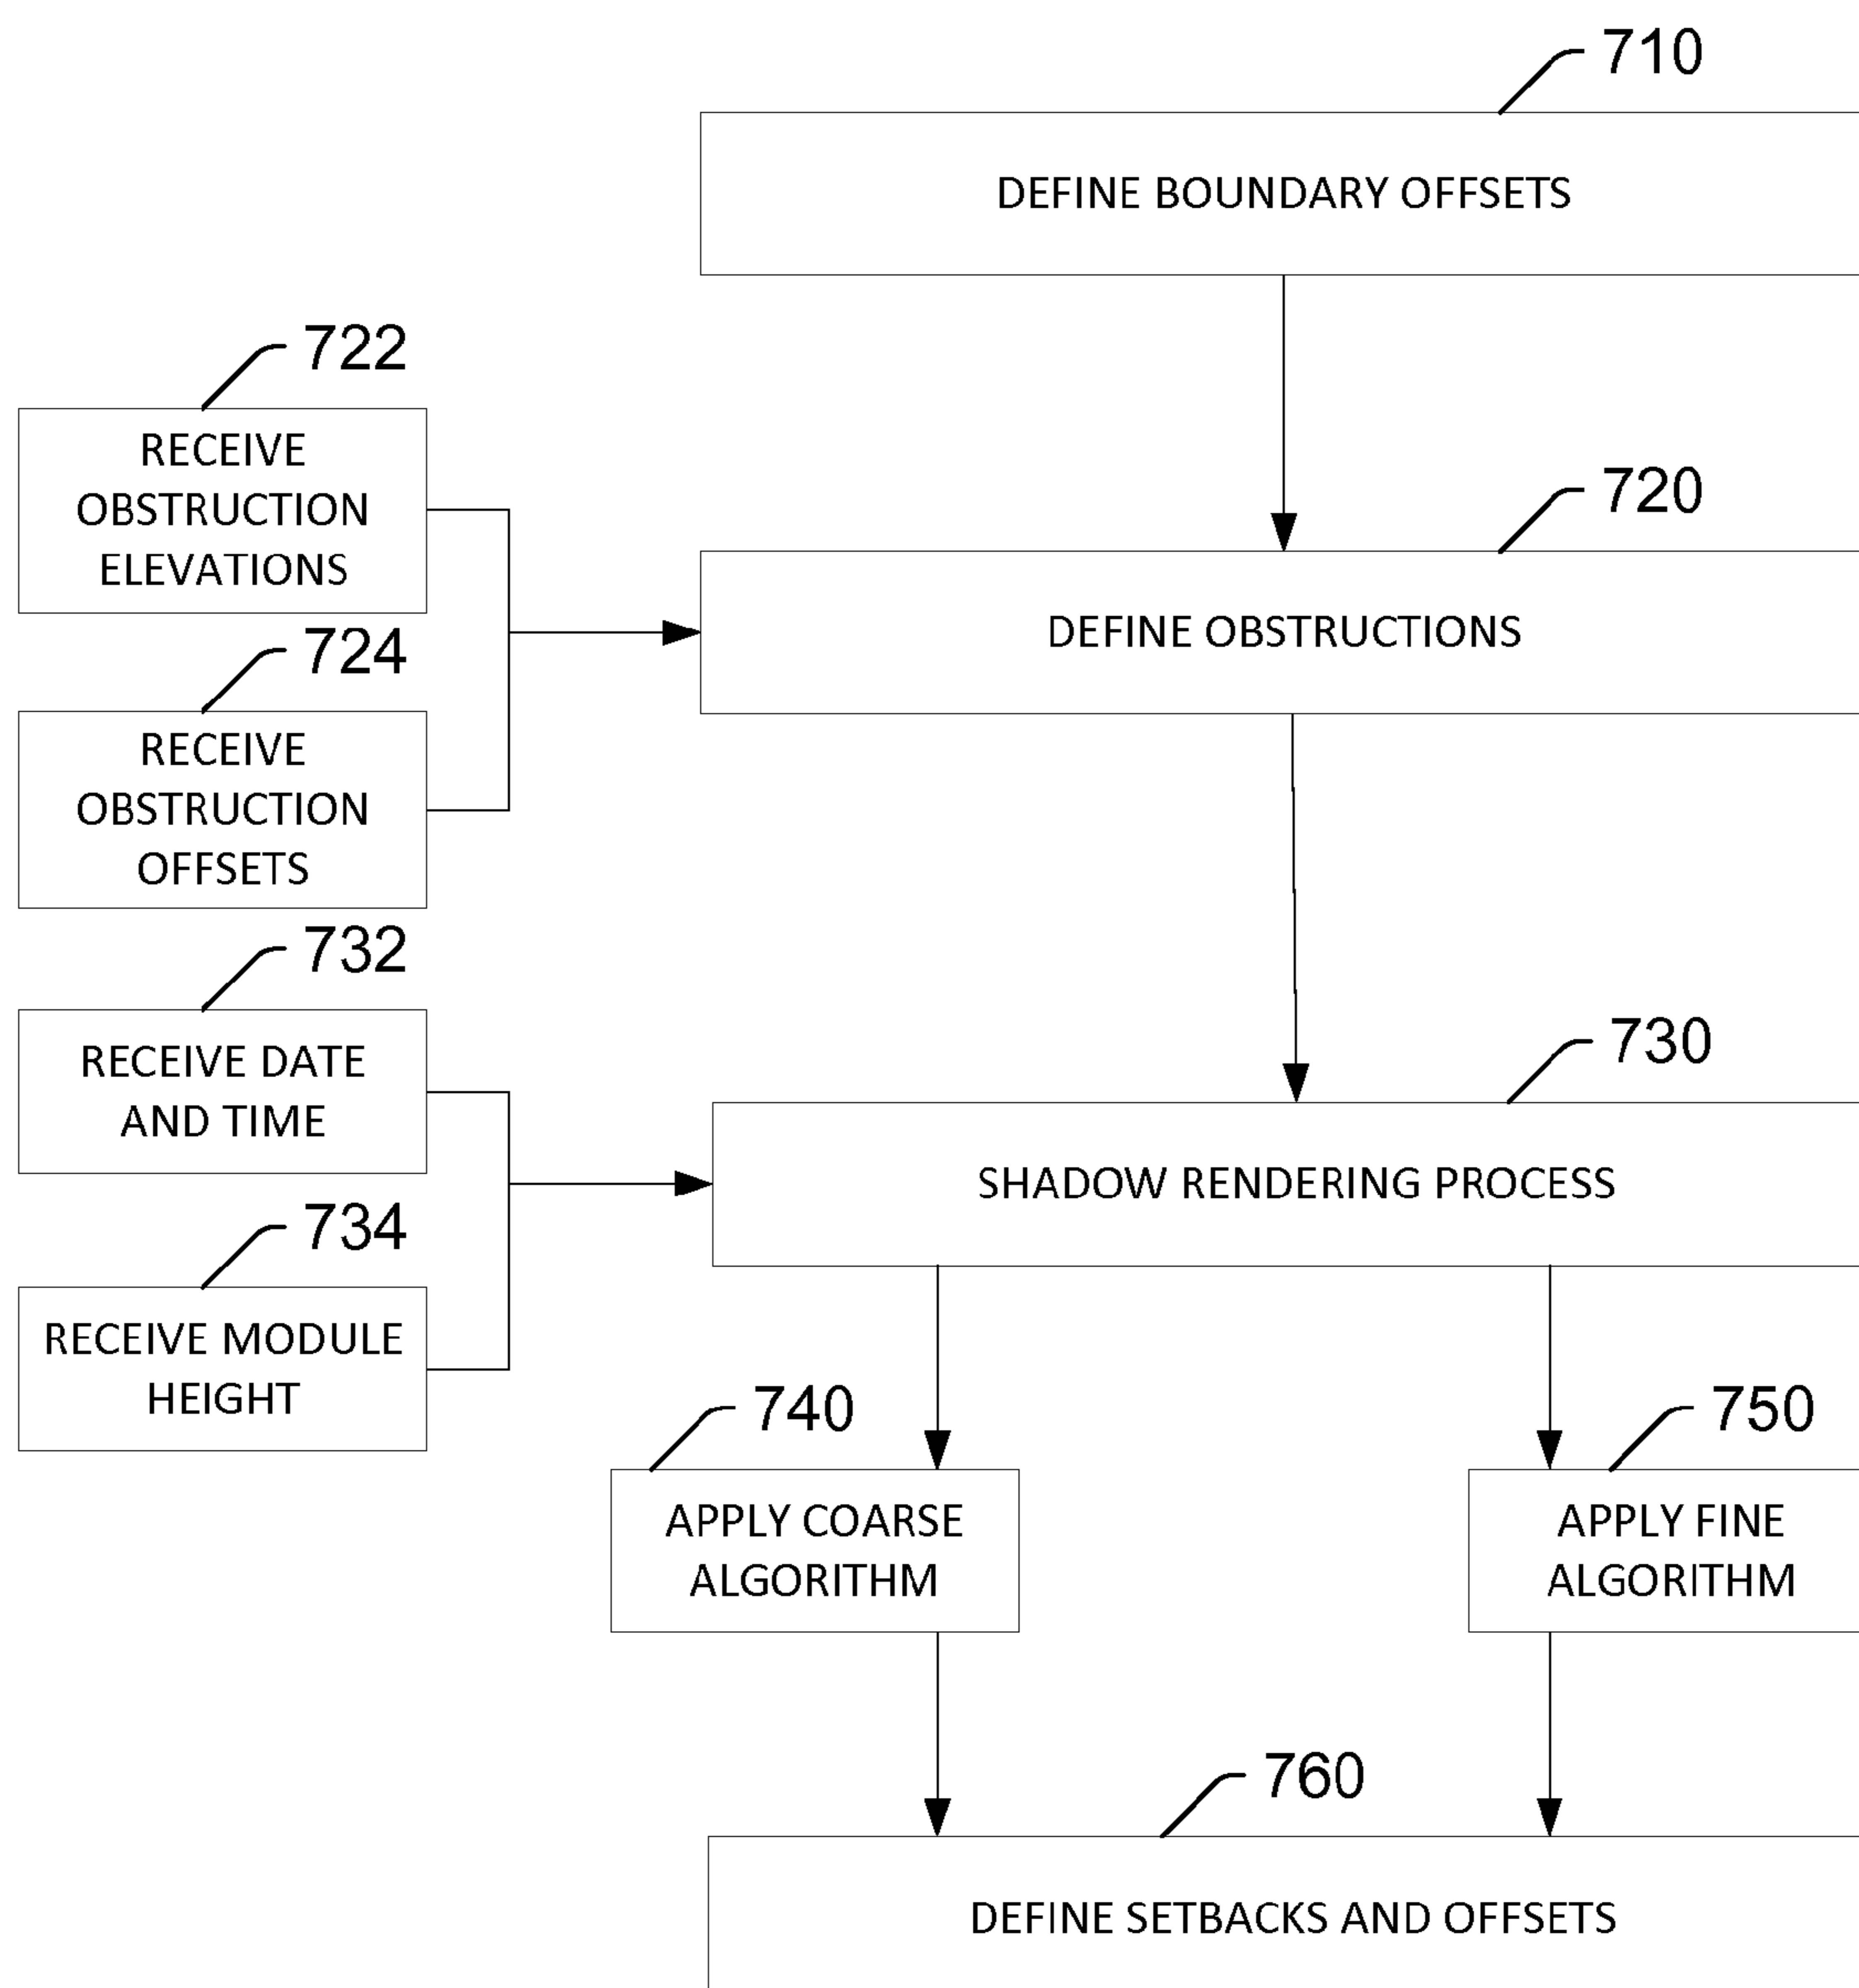 710
DEFINE BOUNDARY OFFSETS
722
RECEIVE
OBSTRUCTION
ELEVATIONS
720
DEFINE OBSTRUCTIONS
724
RECEIVE
OBSTRUCTION
OFFSETS
732
RECEIVE DATE
AND TIME
730
SHADOW RENDERING PROCESS
734
RECEIVE MODULE
HEIGHT
740
APPLY COARSE
ALGORITHM
750
APPLY FINE
ALGORITHM
760
DEFINE SETBACKS AND OFFSETS